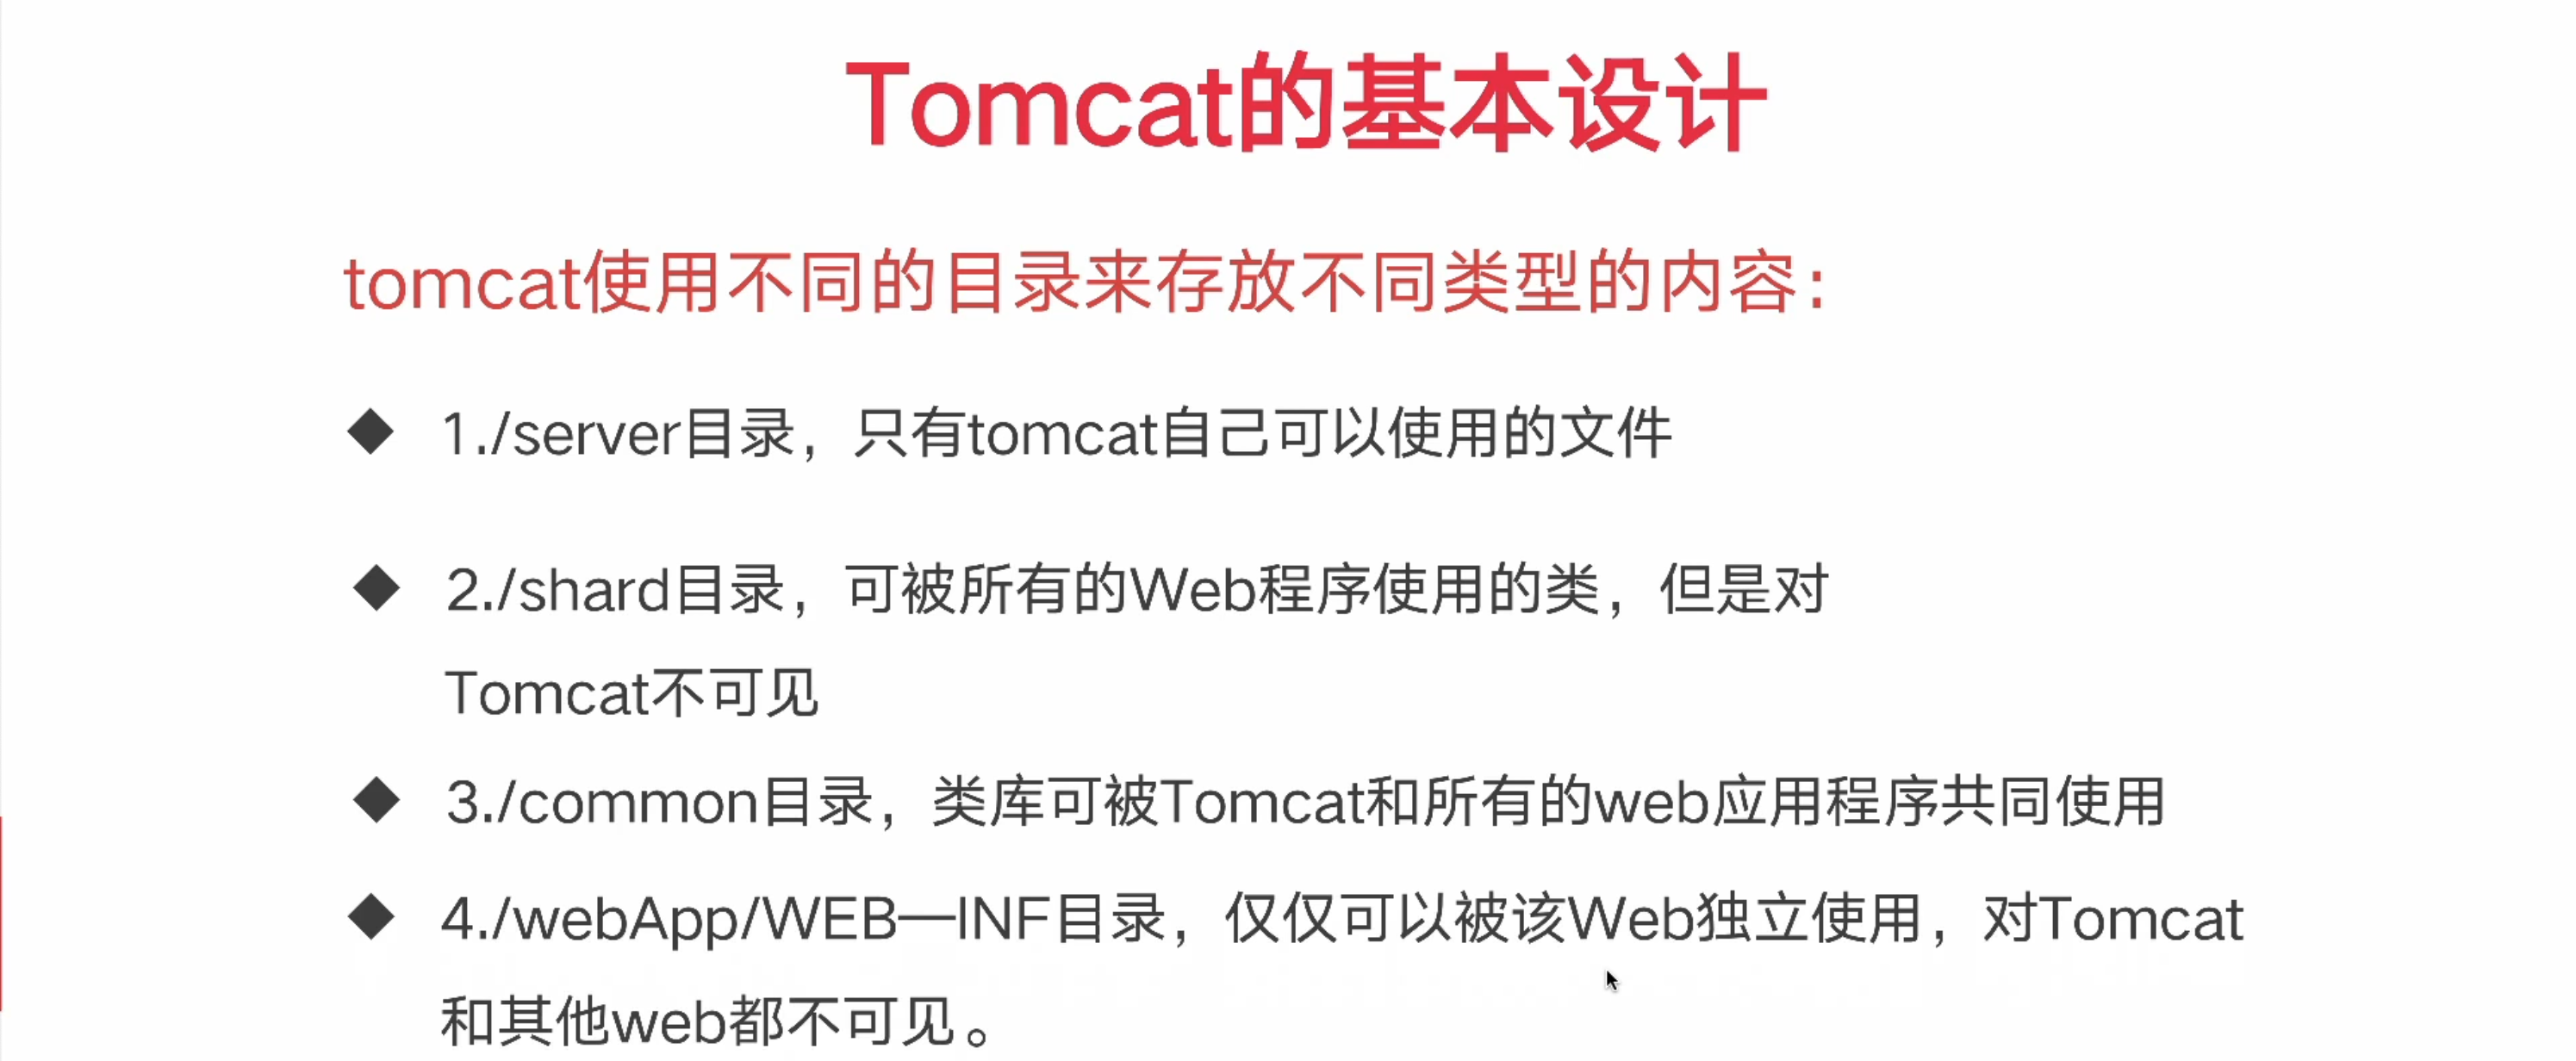 Tomcat的基本设计
tomcat使用不同的目录来存放不同类型的内容：
◆ 1./server目录，只有tomcat自己可以使用的文件
◆ 2./shard目录，可被所有的Web程序使用的类，但是对
Tomcat不可见
◆ 3./common目录，类库可被Tomcat和所有的web应用程序共同使用
◆ 4./webApp/WEB—INF目录，仅仅可以被该Web独立使用，对Tomcat
和其他web都不可见。